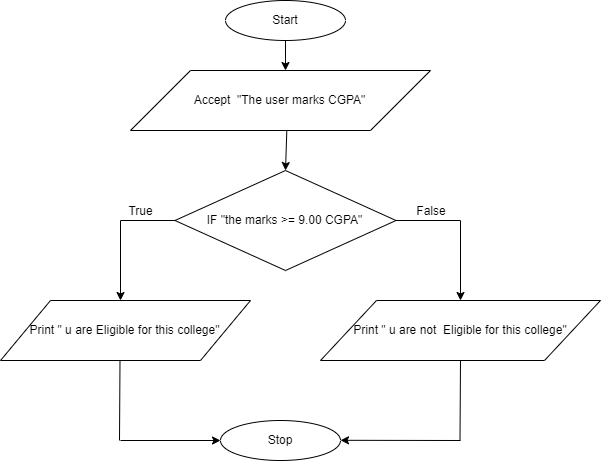 Start
Accept  "The user marks CGPA"
IF "the marks >= 9.00 CGPA"
True
False
Print " u are Eligible for this college"
Print " u are not  Eligible for this college"
Stop